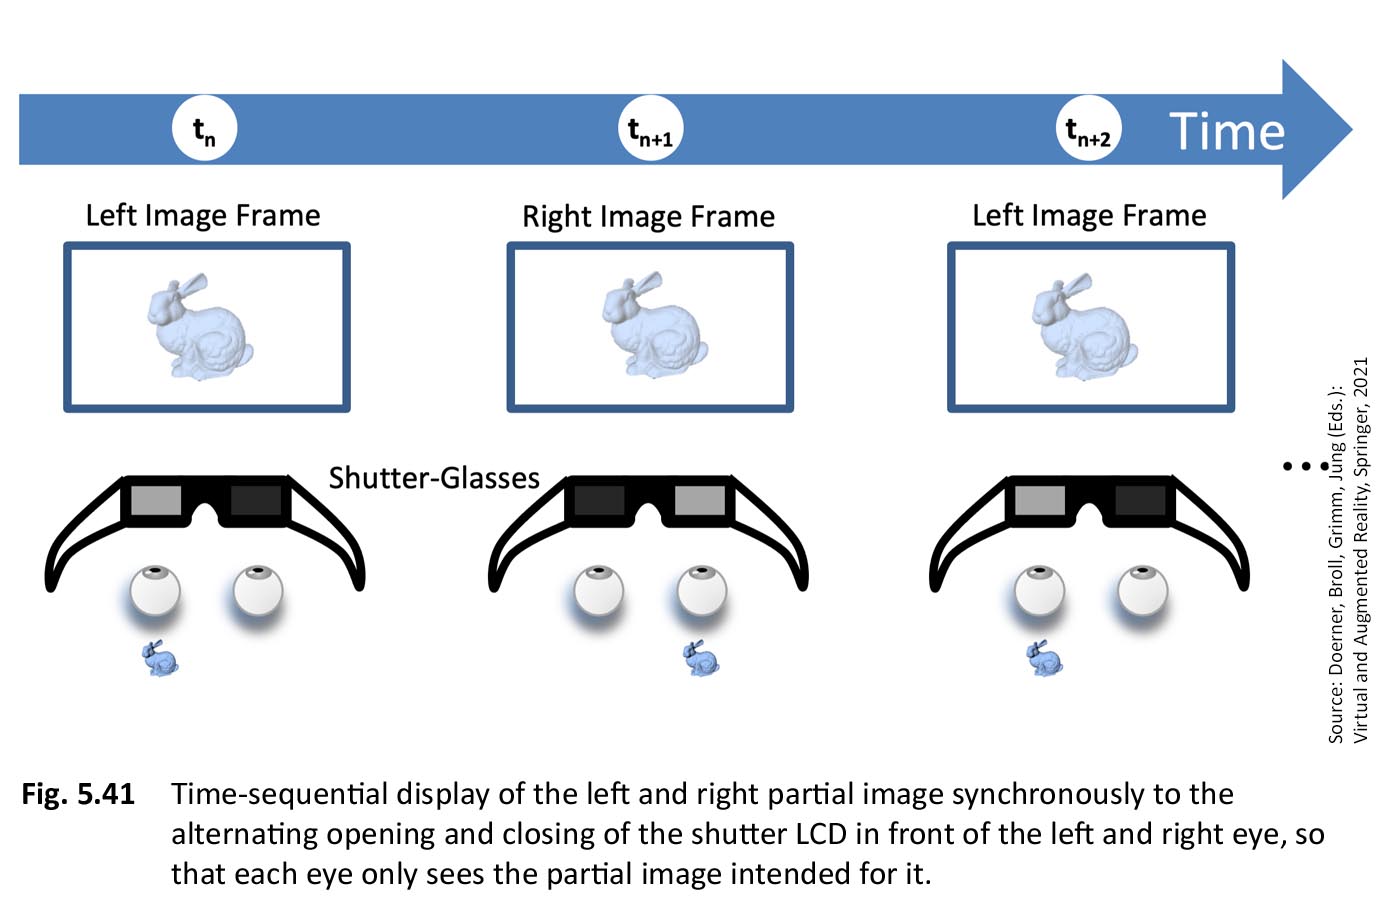 tn
tn+1
tn+2
Time
Left Image Frame
Right Image Frame
Left Image Frame
Shutter-Glasses
...
Source: Doerner, Broll, Grimm, Jung (Eds.):
Virtual and Augmented Reality, Springer, 2021
Fig. 5.41 Time-sequential display of the left and right partial image synchronously to the
alternating opening and closing of the shutter LCD in front of the left and right eye, so
that each eye only sees the partial image intended for it.